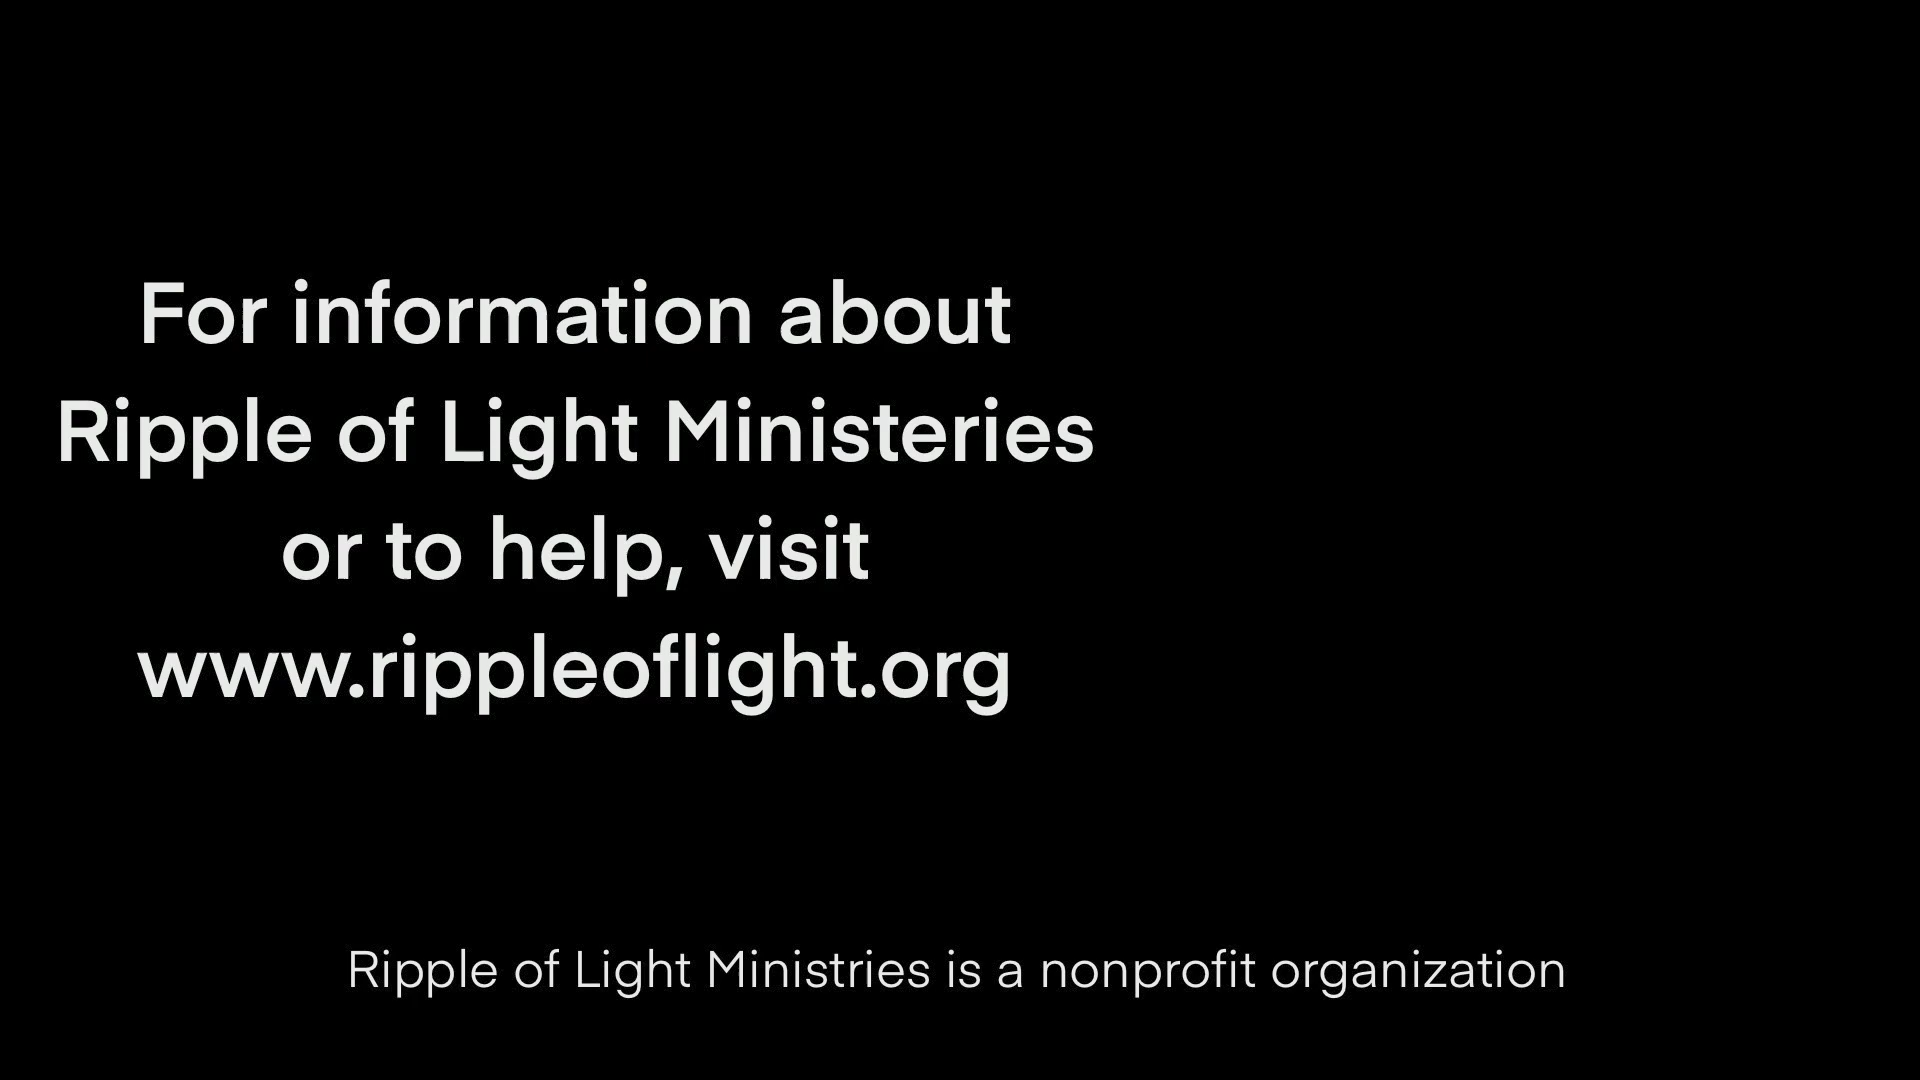 For information about
Ripple of Light Ministeries
or to help, visit
www.rippleoflight.org
Ripple of Light Ministries is a nonprofit organization